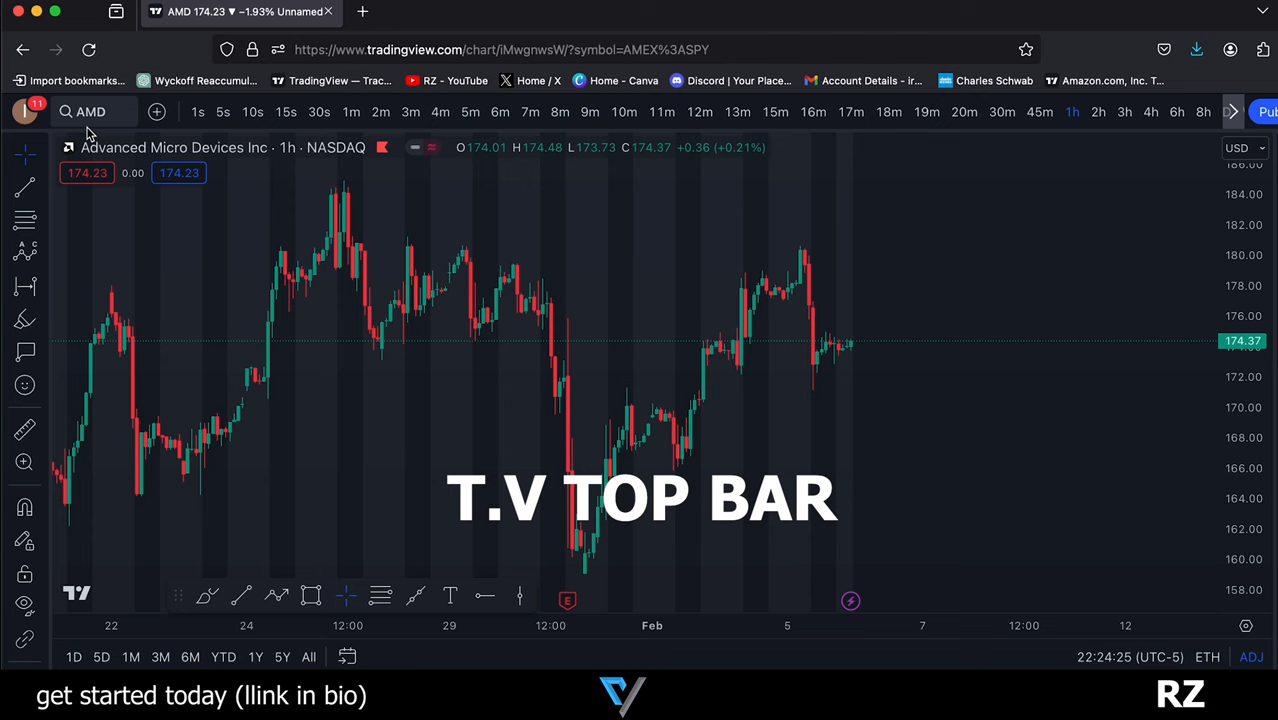 AMD 174.23 ▼ −1.93% Unnamed
https://www.tradingview.com/chart/iMwgnwsW/?symbol=AMEX%3ASPY
Import bookmarks... Wyckoff Reaccumul... TradingView — Trac... RZ - YouTube Home / X Home - Canva Discord | Your Place... Account Details - ir... Charles Schwab Amazon.com, Inc. T...
I 11 AMD 1s 5s 10s 15s 30s 1m 2m 3m 4m 5m 6m 7m 8m 9m 10m 11m 12m 13m 14m 15m 16m 17m 18m 19m 20m 30m 45m 1h 2h 3h 4h 6h 8h D Pub
Advanced Micro Devices Inc · 1h · NASDAQ O174.01 H174.48 L173.73 C174.37 +0.36 (+0.21%) USD
174.23 0.00 174.23
186.00
184.00
182.00
180.00
178.00
176.00
174.37
172.00
170.00
168.00
166.00
164.00
162.00
160.00
158.00
T.V TOP BAR
E
22 24 12:00 29 12:00 Feb 5 7 12:00 12
1D 5D 1M 3M 6M YTD 1Y 5Y All 22:24:25 (UTC-5) ETH ADJ
get started today (llink in bio) RZ